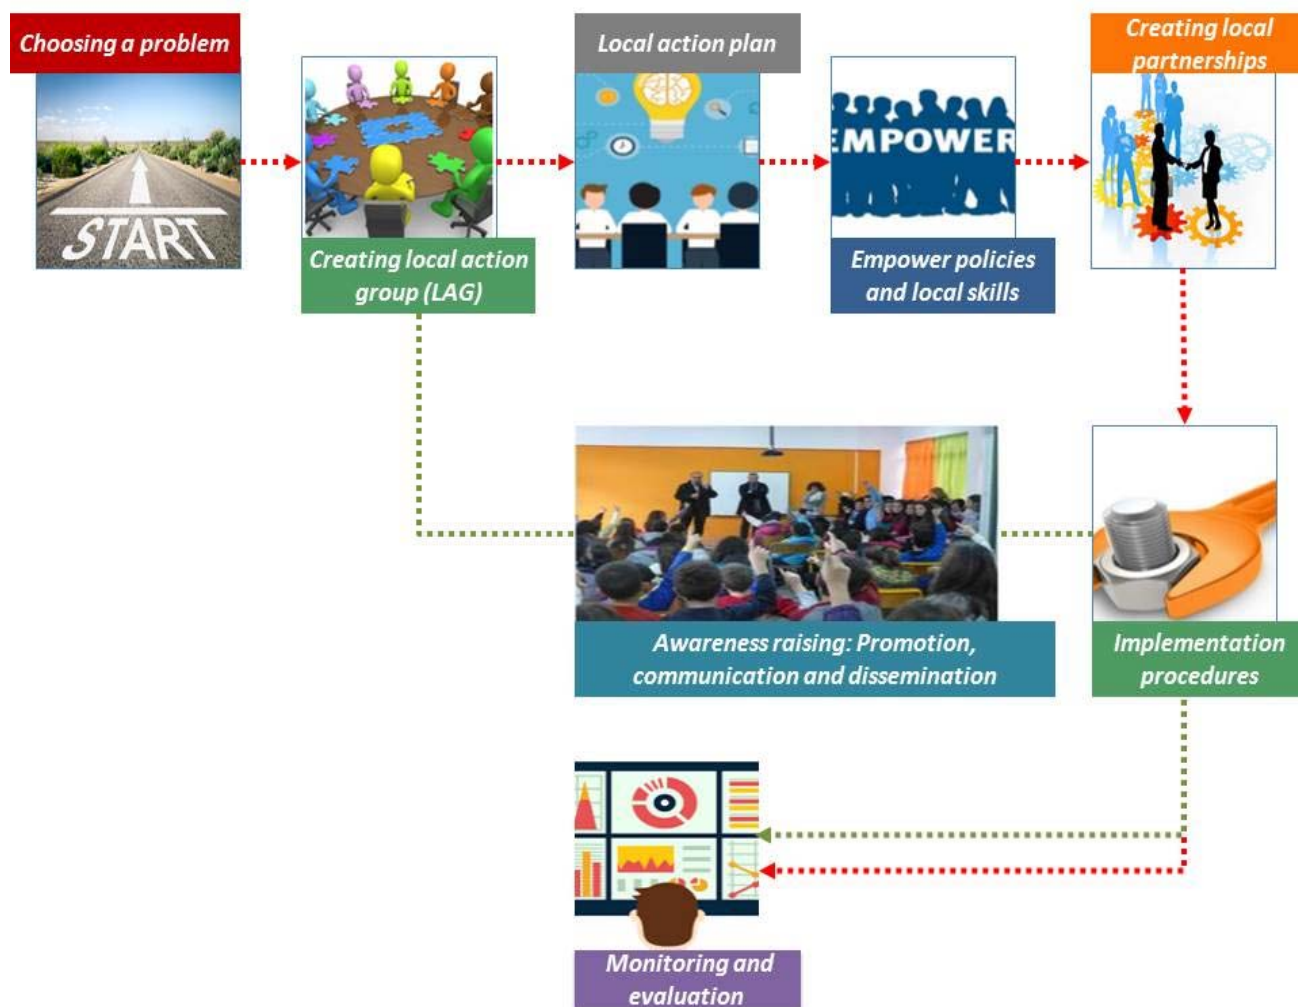 Choosing a problem
START
Creating local action
group (LAG)
Local action plan
EMPOWER
Empower policies
and local skills
Creating local
partnerships
Awareness raising: Promotion,
communication and dissemination
Implementation
procedures
Monitoring and
evaluation